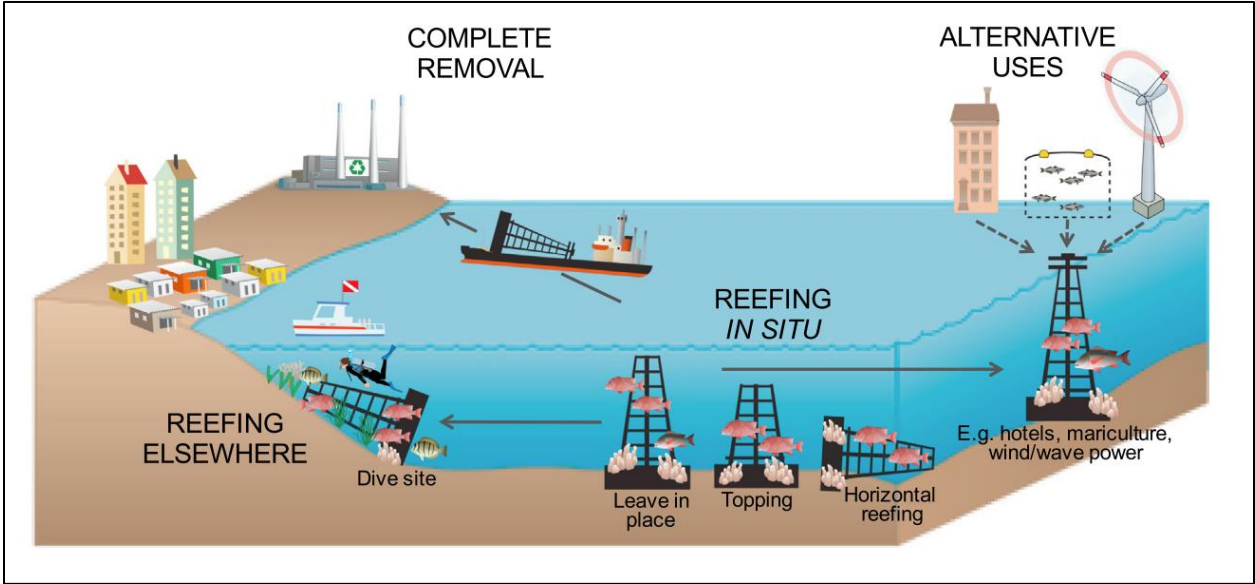 COMPLETE
REMOVAL
ALTERNATIVE
USES
REEFING
IN SITU
REEFING
ELSEWHERE
Dive site
Leave in
place
Topping
Horizontal
reefing
E.g. hotels, mariculture,
wind/wave power